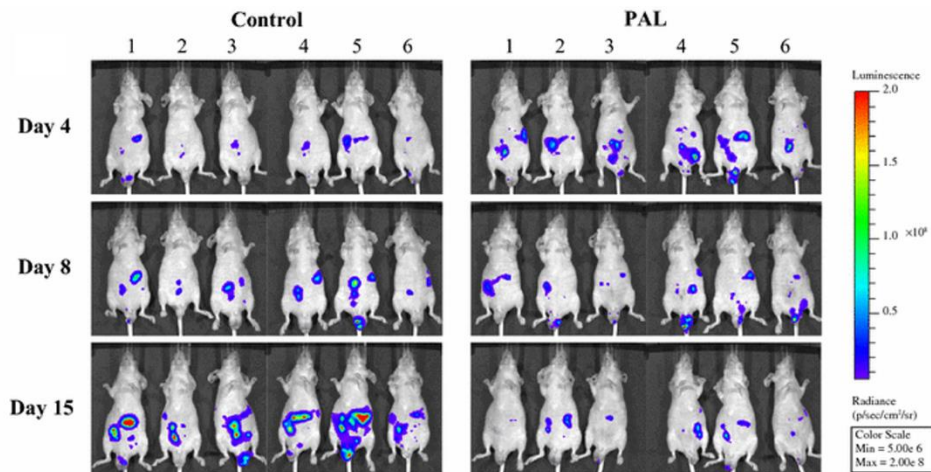 Control
PAL
1 2 3 4 5 6
1 2 3 4 5 6
Luminescence
Day 4
Day 8
Day 15
2.0
1.5
1.0
×10⁸
0.5
Radiance
(p/sec/cm²/sr)
Color Scale
Min = 5.00e 6
Max = 2.00e 8